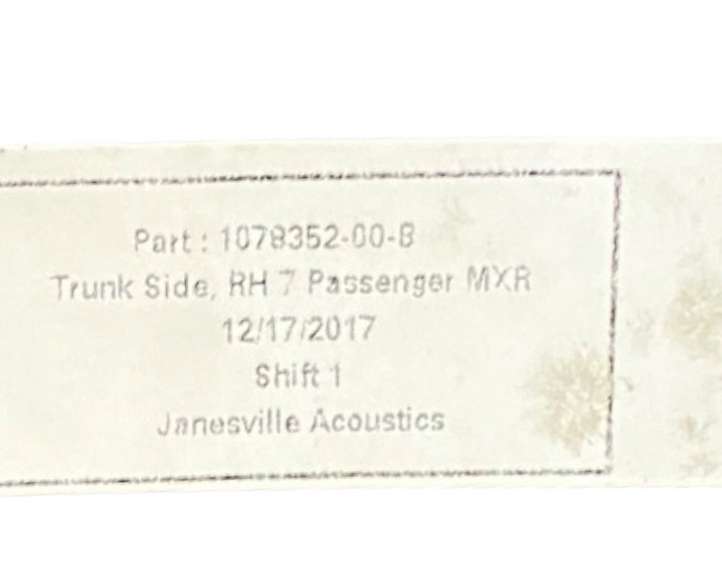 Part : 1078352-00-B
Trunk Side, RH 7 Passenger MXR
12/17/2017
Shift 1
Janesville Acoustics